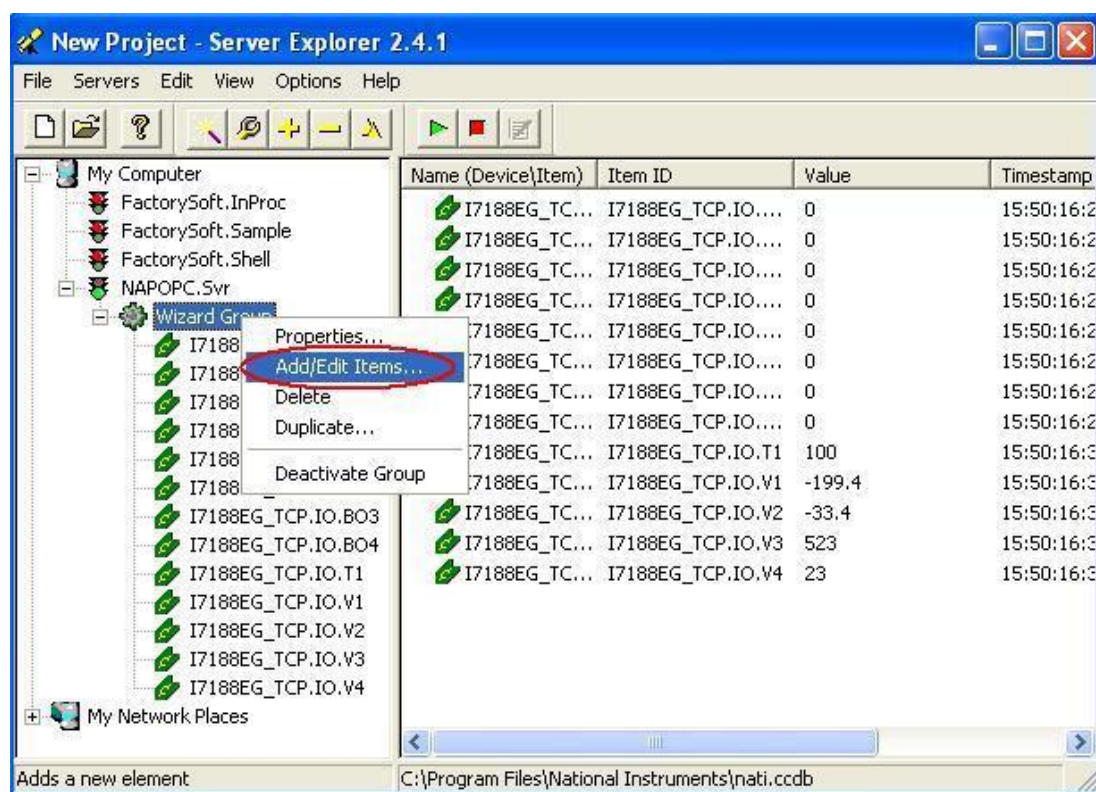 New Project - Server Explorer 2.4.1
File Servers Edit View Options Help
My Computer
FactorySoft.InProc
FactorySoft.Sample
FactorySoft.Shell
NAPOPC.Svr
Wizard Group
I7188
I7188
I7188
I7188
I7188
I7188
I7188EG_TCP.IO.BO3
I7188EG_TCP.IO.BO4
I7188EG_TCP.IO.T1
I7188EG_TCP.IO.V1
I7188EG_TCP.IO.V2
I7188EG_TCP.IO.V3
I7188EG_TCP.IO.V4
My Network Places
Properties...
Add/Edit Items...
Delete
Duplicate...
Deactivate Group
Name (Device\Item) Item ID Value Timestamp
I7188EG_TC... I7188EG_TCP.IO.... 0 15:50:16:2
I7188EG_TC... I7188EG_TCP.IO.... 0 15:50:16:2
I7188EG_TC... I7188EG_TCP.IO.... 0 15:50:16:2
I7188EG_TC... I7188EG_TCP.IO.... 0 15:50:16:2
7188EG_TC... I7188EG_TCP.IO.... 0 15:50:16:2
7188EG_TC... I7188EG_TCP.IO.... 0 15:50:16:2
7188EG_TC... I7188EG_TCP.IO.... 0 15:50:16:2
7188EG_TC... I7188EG_TCP.IO.... 0 15:50:16:2
7188EG_TC... I7188EG_TCP.IO.T1 100 15:50:16:3
7188EG_TC... I7188EG_TCP.IO.V1 -199.4 15:50:16:3
I7188EG_TC... I7188EG_TCP.IO.V2 -33.4 15:50:16:3
I7188EG_TC... I7188EG_TCP.IO.V3 523 15:50:16:3
I7188EG_TC... I7188EG_TCP.IO.V4 23 15:50:16:3
Adds a new element
C:\Program Files\National Instruments\nati.ccdb